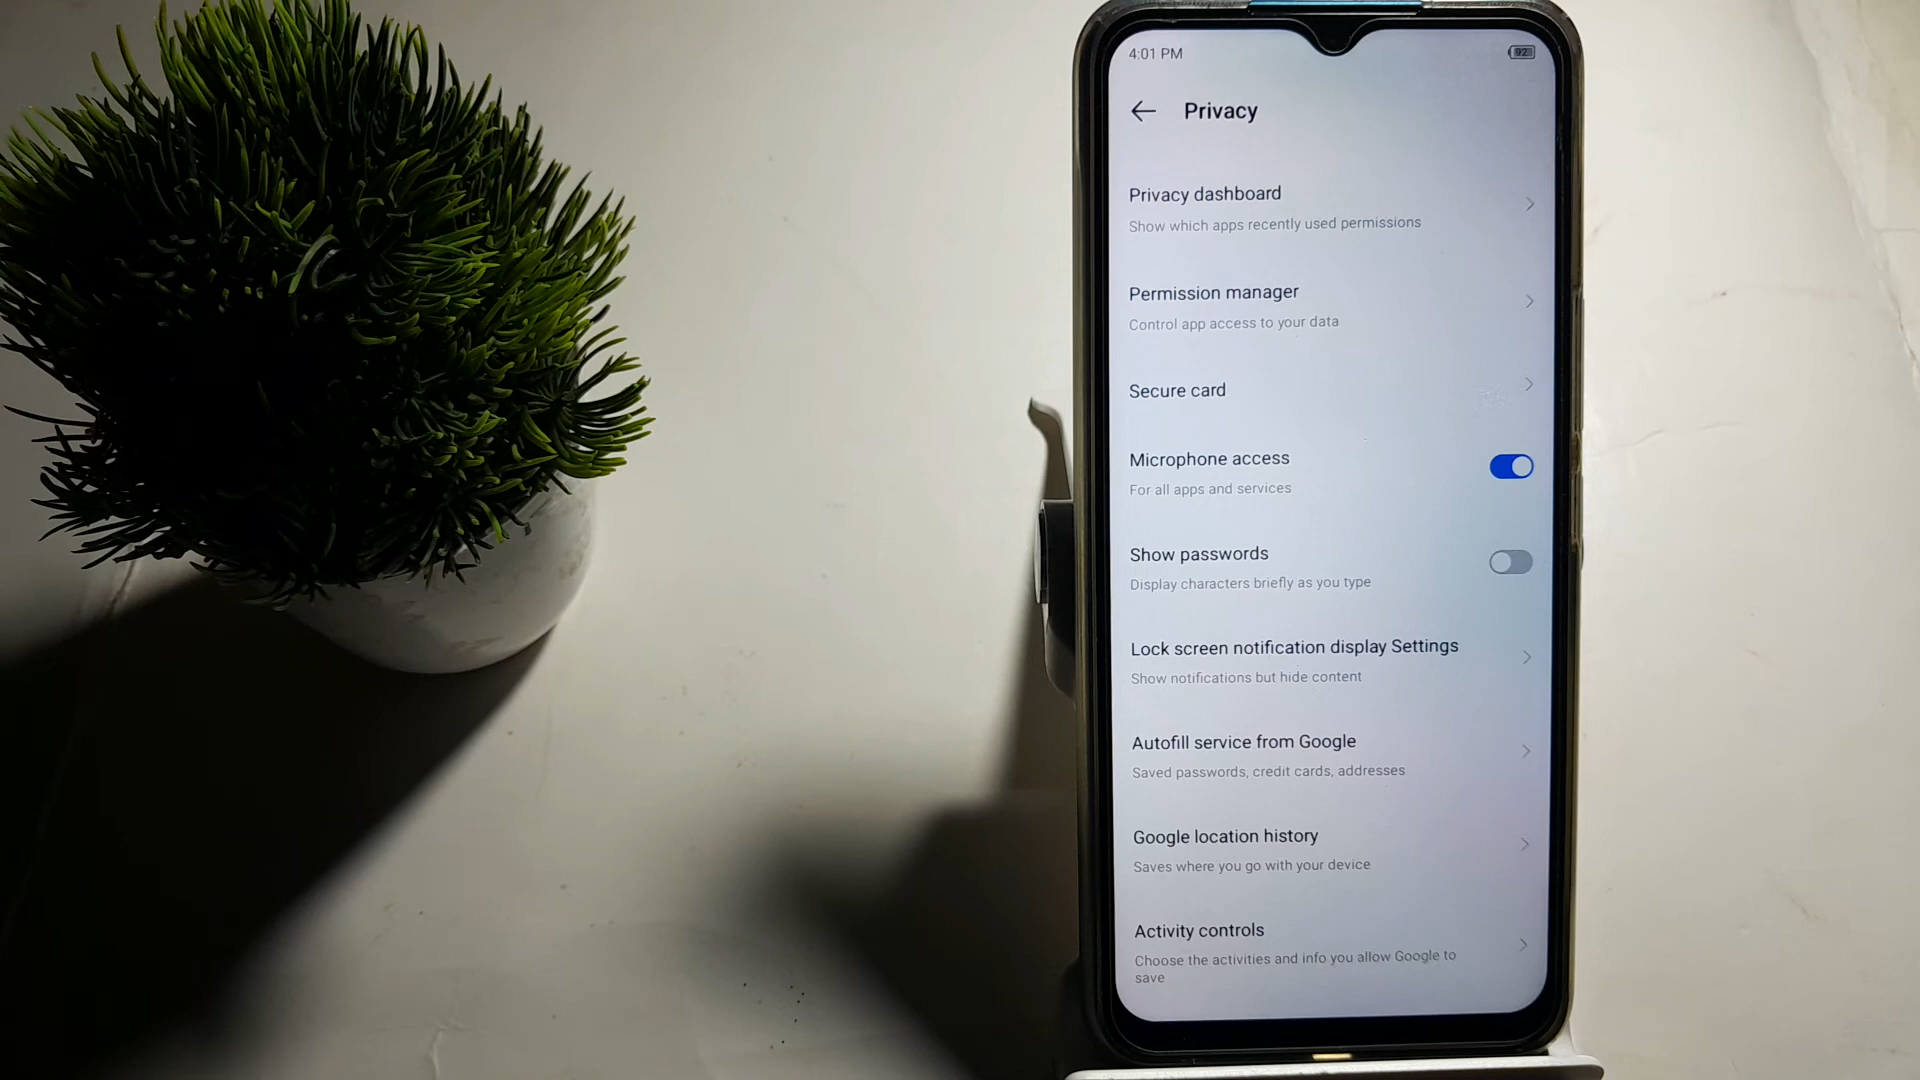 4:01 PM
92
Privacy
Privacy dashboard
Show which apps recently used permissions
Permission manager
Control app access to your data
Secure card
Microphone access
For all apps and services
Show passwords
Display characters briefly as you type
Lock screen notification display Settings
Show notifications but hide content
Autofill service from Google
Saved passwords, credit cards, addresses
Google location history
Saves where you go with your device
Activity controls
Choose the activities and info you allow Google to
save